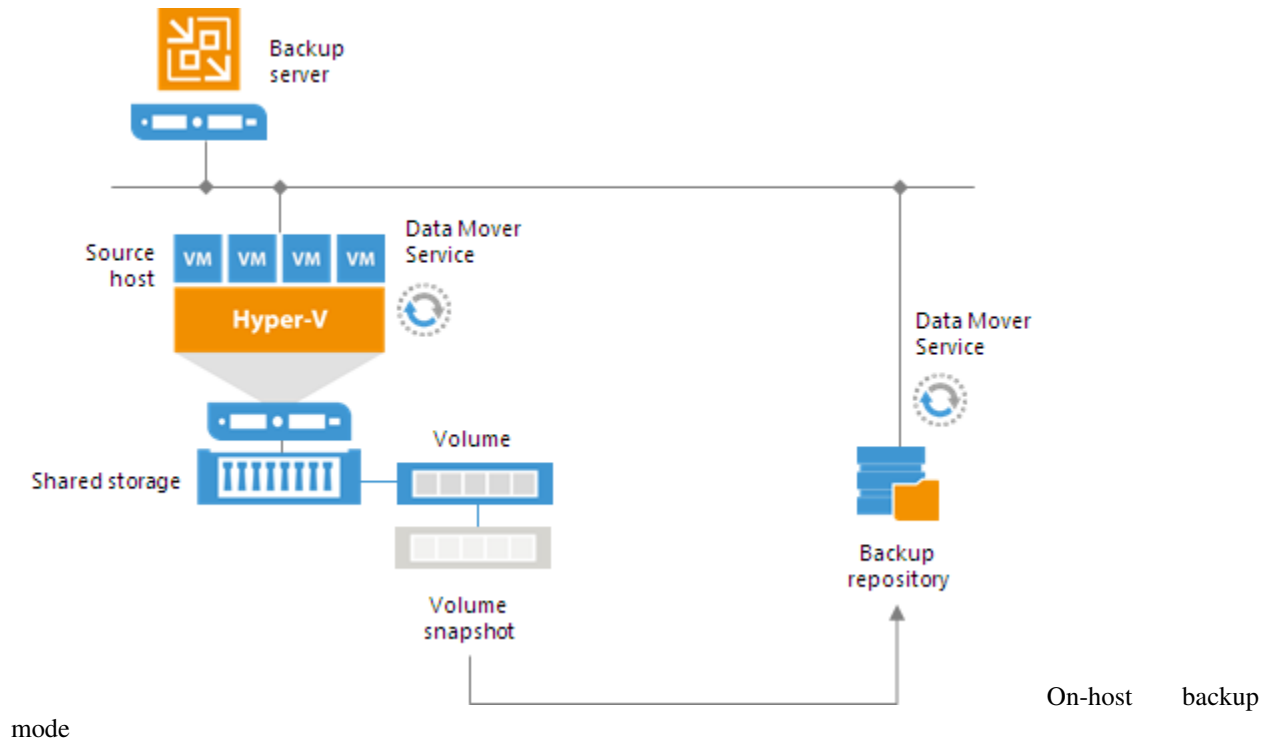 Backup
server
Source
host
VM VM VM VM
Data Mover
Service
Hyper-V
Data Mover
Service
Shared storage
Volume
Volume
snapshot
Backup
repository
On-host backup
mode